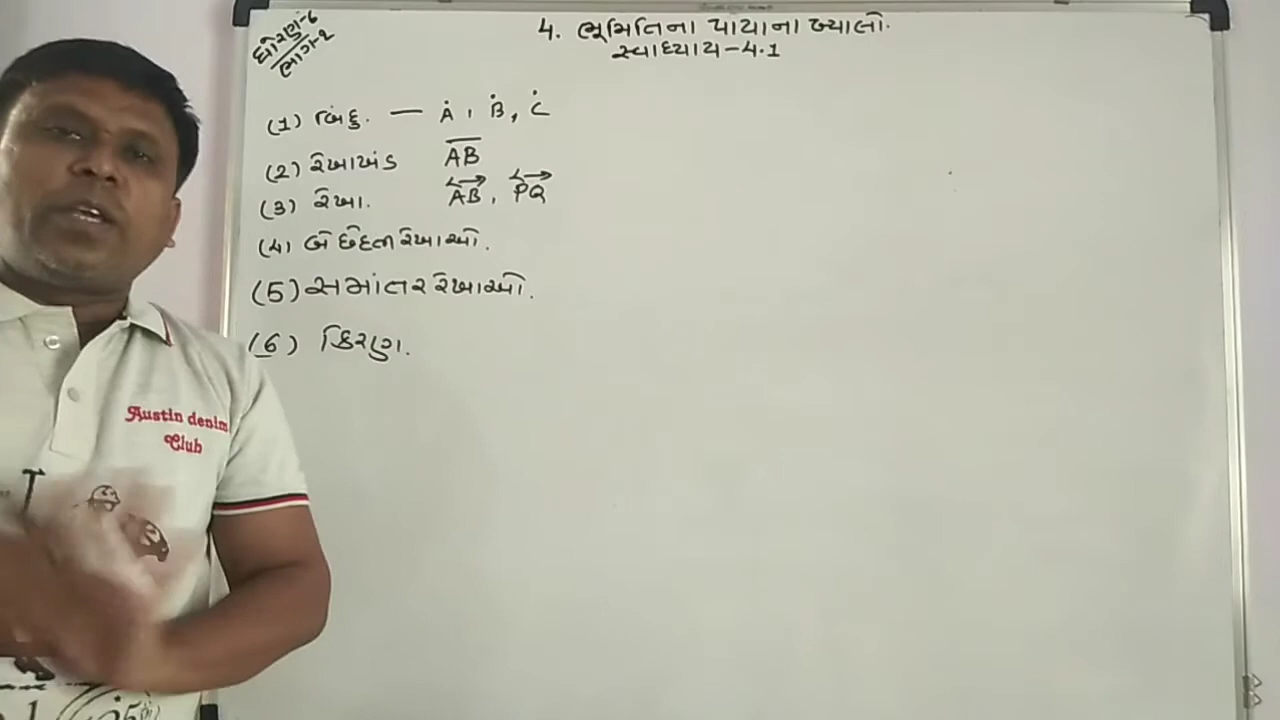 ધોરણ-6
ભાગ-૨
4. ભૂમિતિના પાયાના ખ્યાલો.
સ્વાધ્યાય-4.1
(1) બિંદુ. — A, B, C
(2) રેખાખંડ AB
(3) રેખા. AB, PQ
(4) બે છેદતી રેખાઓ.
(5) સમાંતર રેખાઓ.
(6) કિરણ.
Austin denim
Club